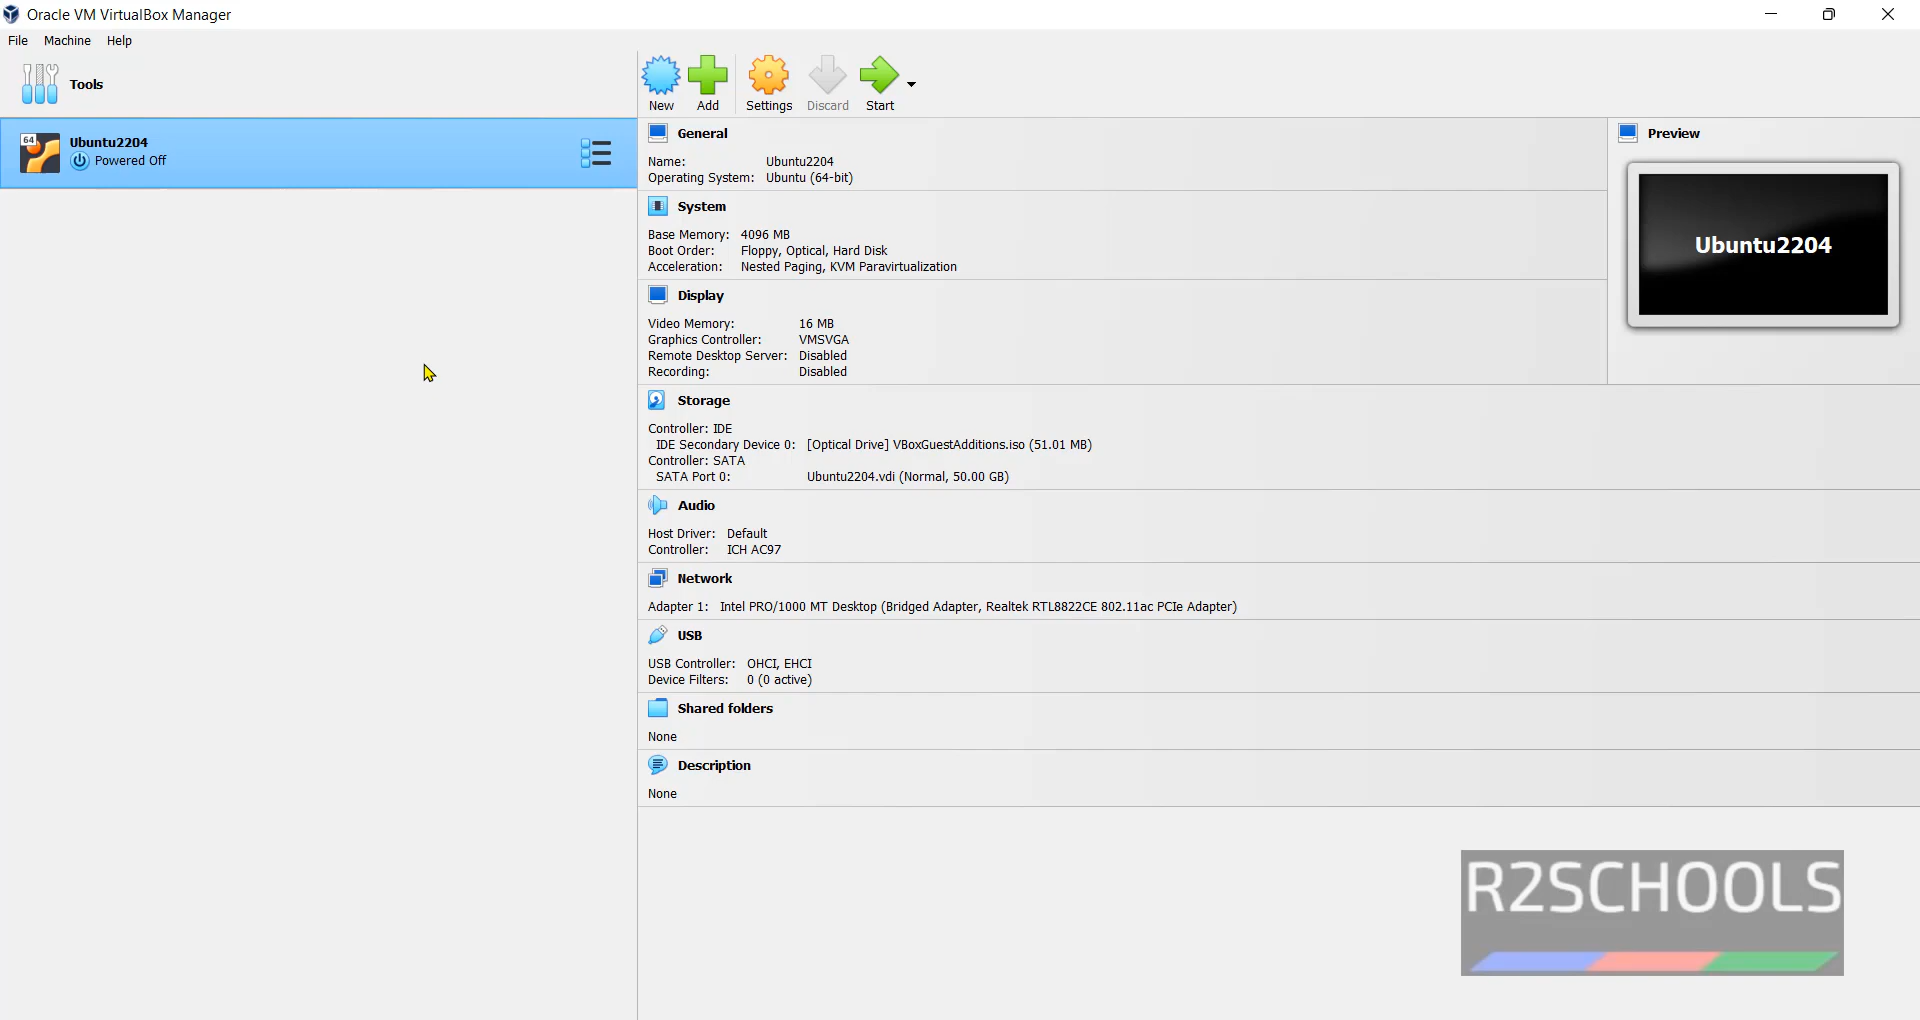 Oracle VM VirtualBox Manager
File Machine Help
Tools
New Add Settings Discard Start
64
Ubuntu2204
Powered Off
General
Name: Ubuntu2204
Operating System: Ubuntu (64-bit)
Preview
Ubuntu2204
System
Base Memory: 4096 MB
Boot Order: Floppy, Optical, Hard Disk
Acceleration: Nested Paging, KVM Paravirtualization
Display
Video Memory: 16 MB
Graphics Controller: VMSVGA
Remote Desktop Server: Disabled
Recording: Disabled
Storage
Controller: IDE
IDE Secondary Device 0: [Optical Drive] VBoxGuestAdditions.iso (51.01 MB)
Controller: SATA
SATA Port 0: Ubuntu2204.vdi (Normal, 50.00 GB)
Audio
Host Driver: Default
Controller: ICH AC97
Network
Adapter 1: Intel PRO/1000 MT Desktop (Bridged Adapter, Realtek RTL8822CE 802.11ac PCIe Adapter)
USB
USB Controller: OHCI, EHCI
Device Filters: 0 (0 active)
Shared folders
None
Description
None
R2SCHOOLS